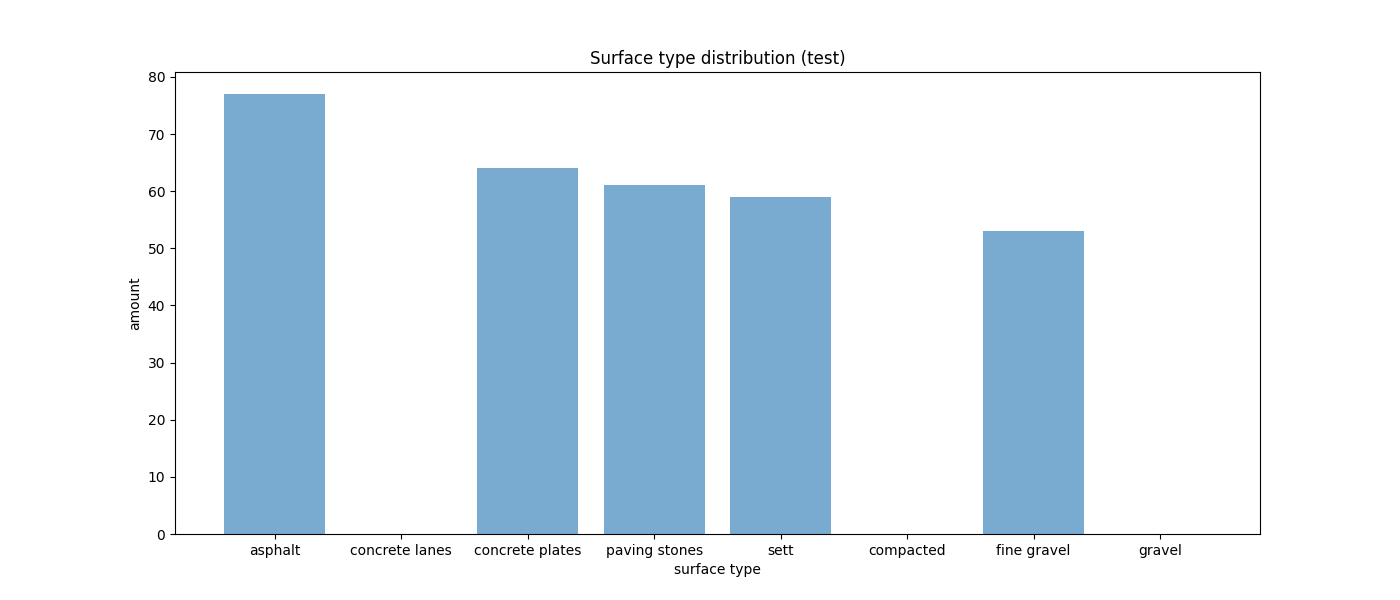 Surface type distribution (test)
80
70
60
50
40
30
20
10
0
amount
asphalt concrete lanes concrete plates paving stones sett compacted fine gravel gravel
surface type